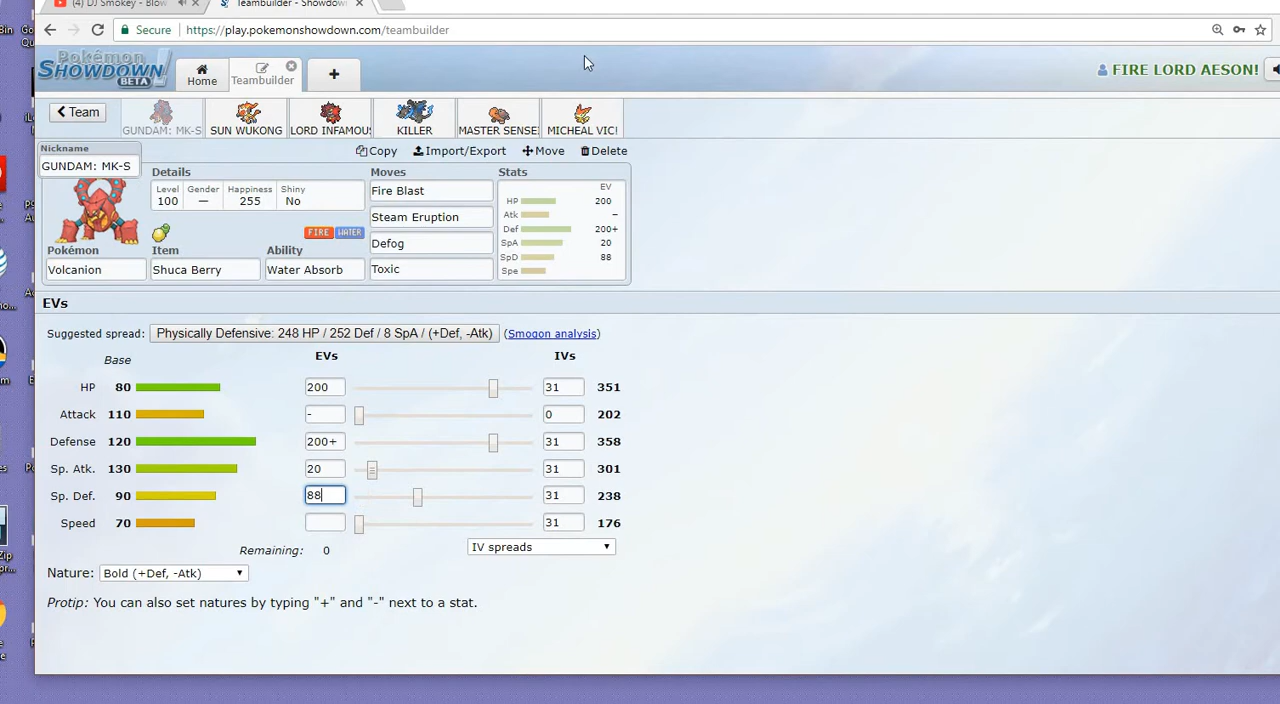 (4) DJ Smokey - Blow
Teambuilder - Showdow
Secure https://play.pokemonshowdown.com/teambuilder
Pokémon
SHOWDOWN!
BETA
Home
Teambuilder
FIRE LORD AESON!
Team
GUNDAM: MK-S
SUN WUKONG
LORD INFAMOUS
KILLER
MASTER SENSE
MICHEAL VIC!
Nickname
GUNDAM: MK-S
Copy Import/Export Move Delete
Details
Level Gender Happiness Shiny
100 — 255 No
FIRE WATER
Pokémon Item Ability
Volcanion Shuca Berry Water Absorb
Moves
Fire Blast
Steam Eruption
Defog
Toxic
Stats
EV
HP 200
Atk –
Def 200+
SpA 20
SpD 88
Spe
EVs
Suggested spread: Physically Defensive: 248 HP / 252 Def / 8 SpA / (+Def, -Atk) (Smogon analysis)
Base EVs IVs
HP 80 200 31 351
Attack 110 - 0 202
Defense 120 200+ 31 358
Sp. Atk. 130 20 31 301
Sp. Def. 90 88 31 238
Speed 70 31 176
Remaining: 0 IV spreads
Nature: Bold (+Def, -Atk)
Protip: You can also set natures by typing "+" and "-" next to a stat.